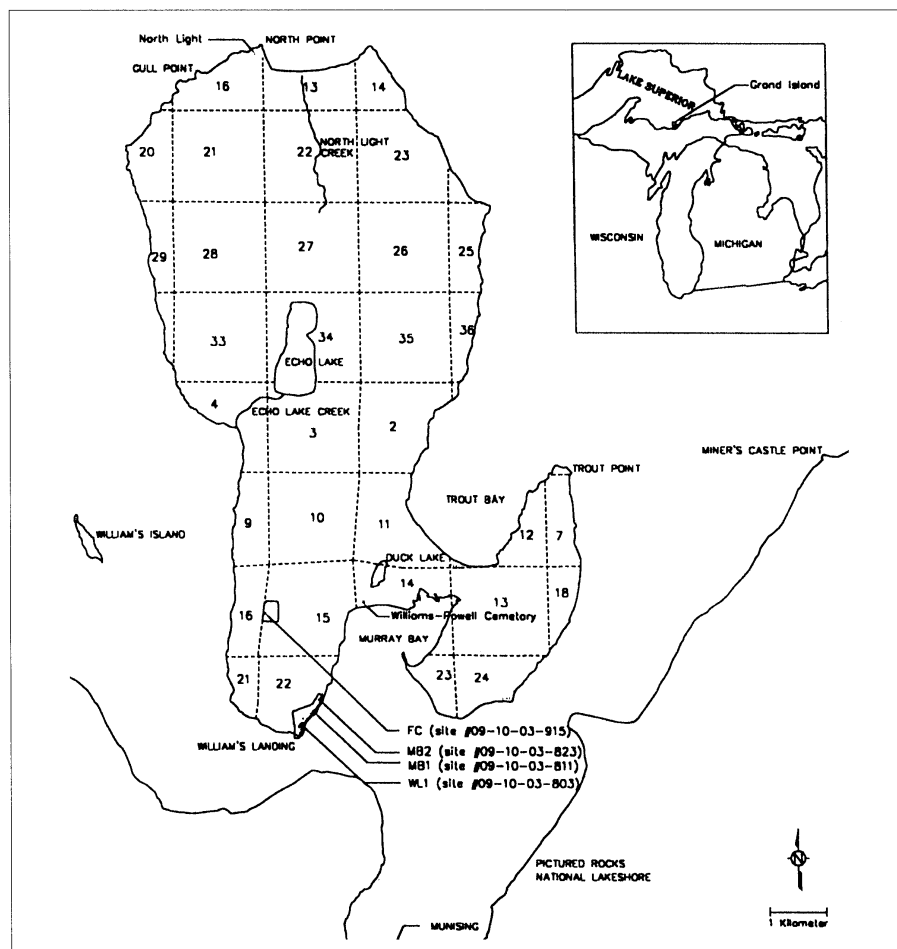 North Light
NORTH POINT
GULL POINT
16
13
14
20
21
22
NORTH LIGHT
CREEK
23
29
28
27
26
25
33
34
35
36
ECHO LAKE
4
ECHO LAKE CREEK
3
2
TROUT POINT
MINER'S CASTLE POINT
TROUT BAY
WILLIAM'S ISLAND
9
10
11
12
7
DUCK LAKE
14
13
18
16
15
Williams-Powell Cemetery
MURRAY BAY
21
22
23
24
FC (site #09-10-03-915)
WILLIAM'S LANDING
MB2 (site #09-10-03-823)
MB1 (site #09-10-03-811)
WL1 (site #09-10-03-803)
PICTURED ROCKS
NATIONAL LAKESHORE
MUNISING
N
1 Kilometer
LAKE SUPERIOR
Grand Island
WISCONSIN
MICHIGAN